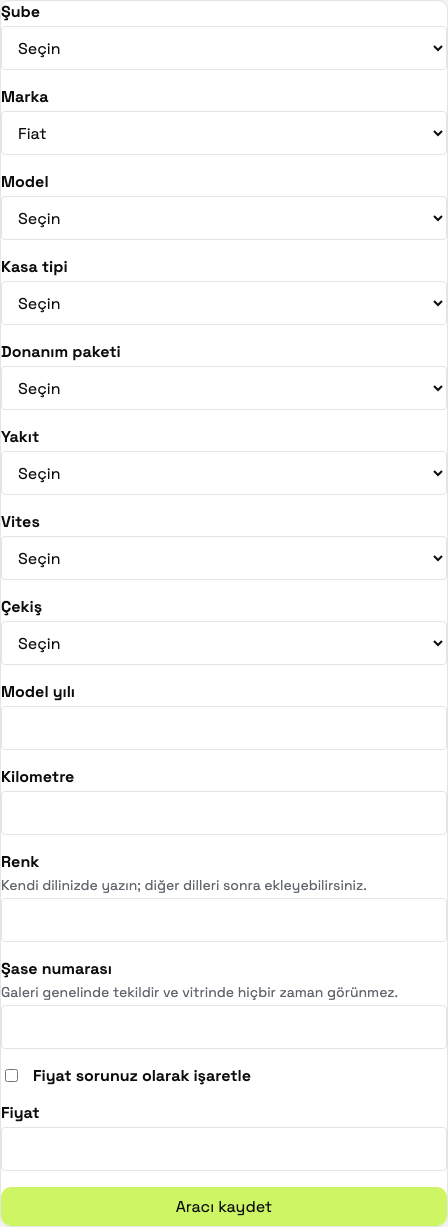 Şube
Seçin
Marka
Fiat
Model
Seçin
Kasa tipi
Seçin
Donanım paketi
Seçin
Yakıt
Seçin
Vites
Seçin
Çekiş
Seçin
Model yılı
Kilometre
Renk
Kendi dilinizde yazın; diğer dilleri sonra ekleyebilirsiniz.
Şase numarası
Galeri genelinde tekildir ve vitrinde hiçbir zaman görünmez.
Fiyat sorunuz olarak işaretle
Fiyat
Aracı kaydet